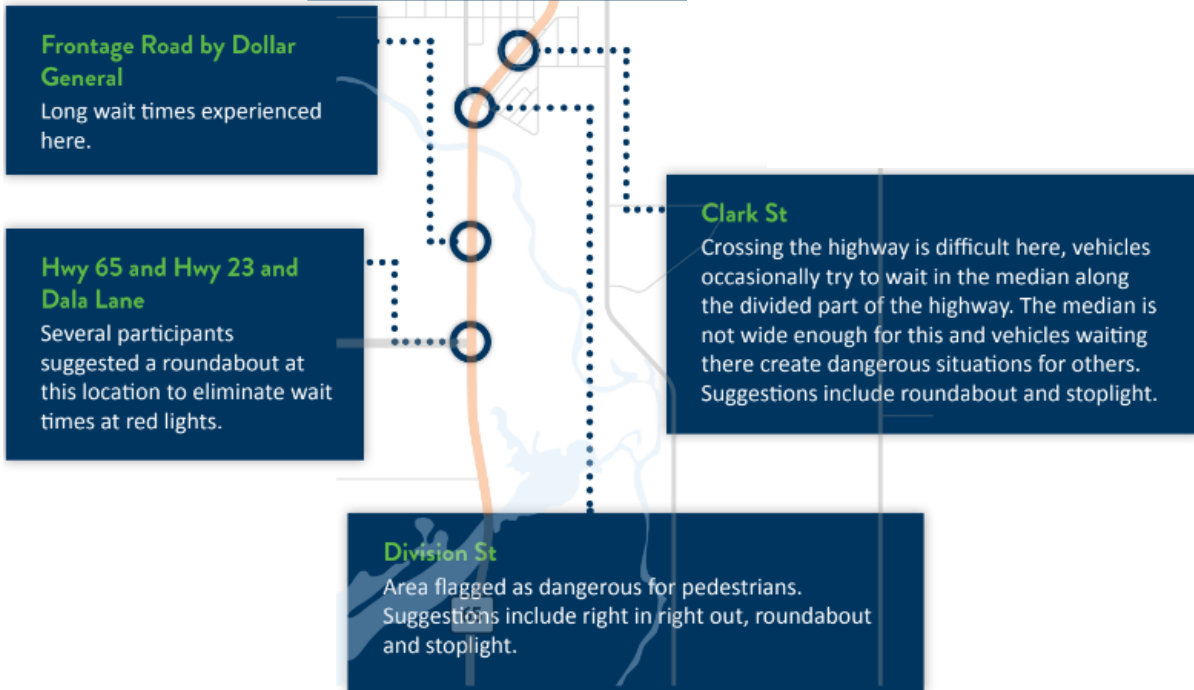 Frontage Road by Dollar
General
Long wait times experienced
here.
Hwy 65 and Hwy 23 and
Dala Lane
Several participants
suggested a roundabout at
this location to eliminate wait
times at red lights.
Clark St
Crossing the highway is difficult here, vehicles
occasionally try to wait in the median along
the divided part of the highway. The median is
not wide enough for this and vehicles waiting
there create dangerous situations for others.
Suggestions include roundabout and stoplight.
Division St
Area flagged as dangerous for pedestrians.
Suggestions include right in right out, roundabout
and stoplight.
65